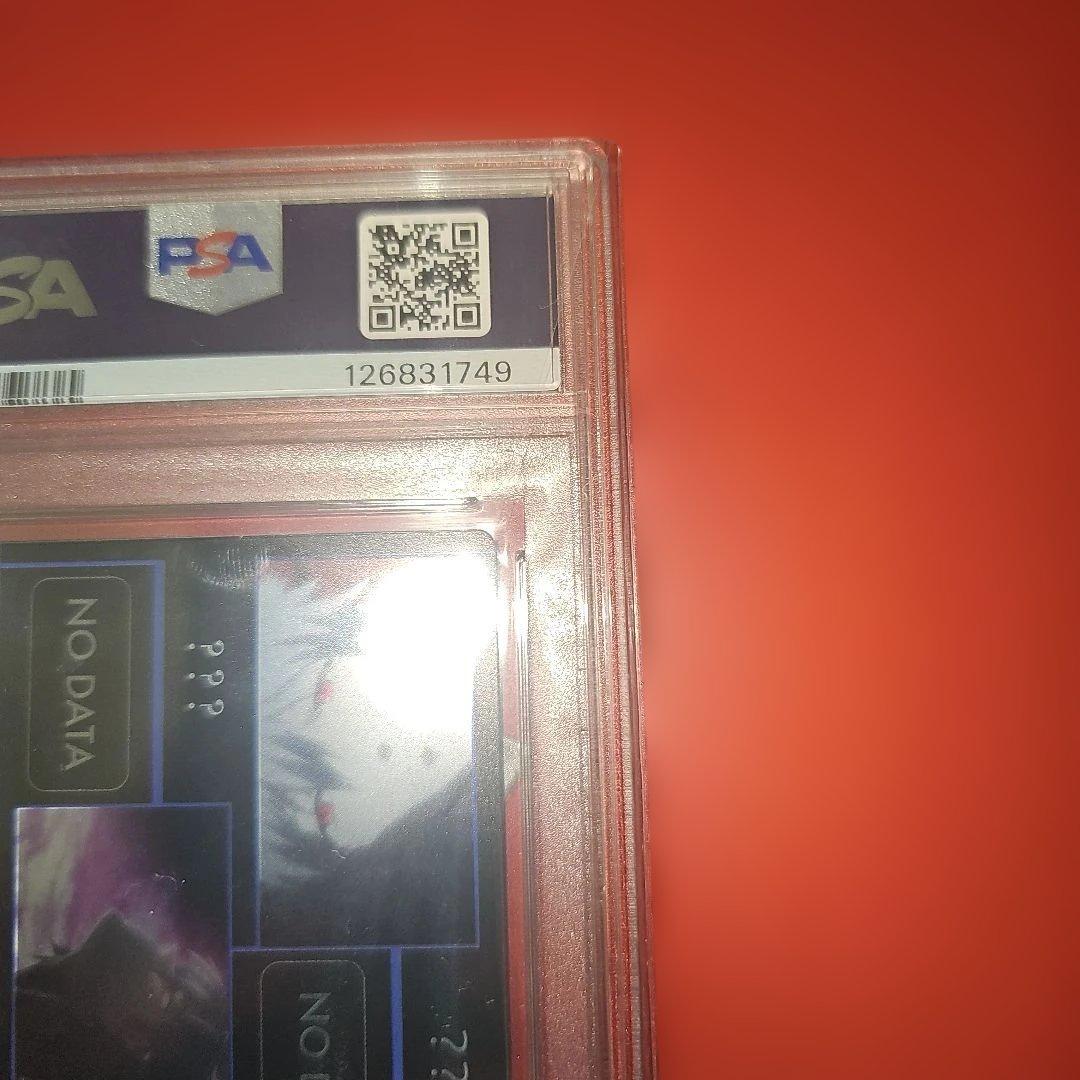 SA
PSA
126831749
NO DATA
???
NO
??